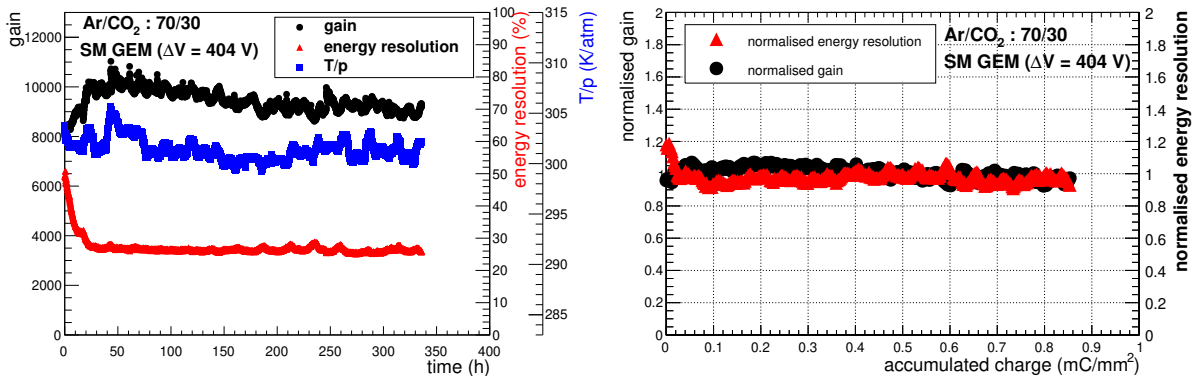 Ar/CO₂ : 70/30
SM GEM (ΔV = 404 V)
gain
energy resolution
T/p
gain
12000
10000
8000
6000
4000
2000
0
0 50 100 150 200 250 300 350 400
time (h)
100
90
80
70
60
50
40
30
20
10
0
energy resolution (%)
315
310
305
300
295
290
285
T/p (K/atm)
normalised energy resolution
normalised gain
Ar/CO₂ : 70/30
SM GEM (ΔV = 404 V)
normalised gain
2
1.8
1.6
1.4
1.2
1
0.8
0.6
0.4
0.2
0
0 0.1 0.2 0.3 0.4 0.5 0.6 0.7 0.8 0.9 1
accumulated charge (mC/mm²)
2
1.8
1.6
1.4
1.2
1
0.8
0.6
0.4
0.2
0
normalised energy resolution